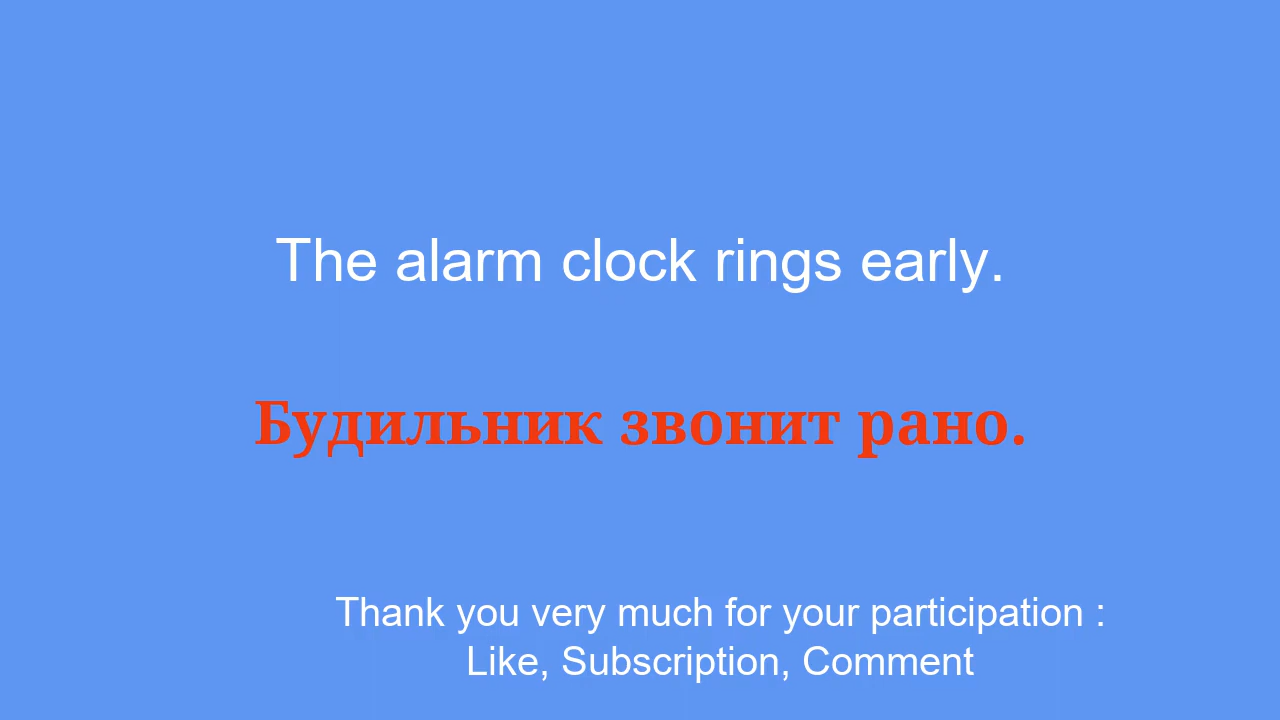 The alarm clock rings early.
Будильник звонит рано.
Thank you very much for your participation :
Like, Subscription, Comment